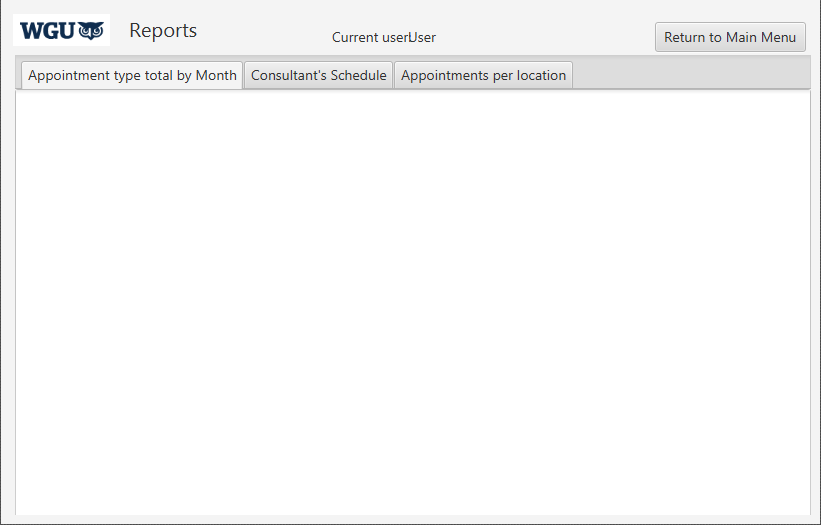 WGU
Reports
Current userUser
Return to Main Menu
Appointment type total by Month
Consultant's Schedule
Appointments per location